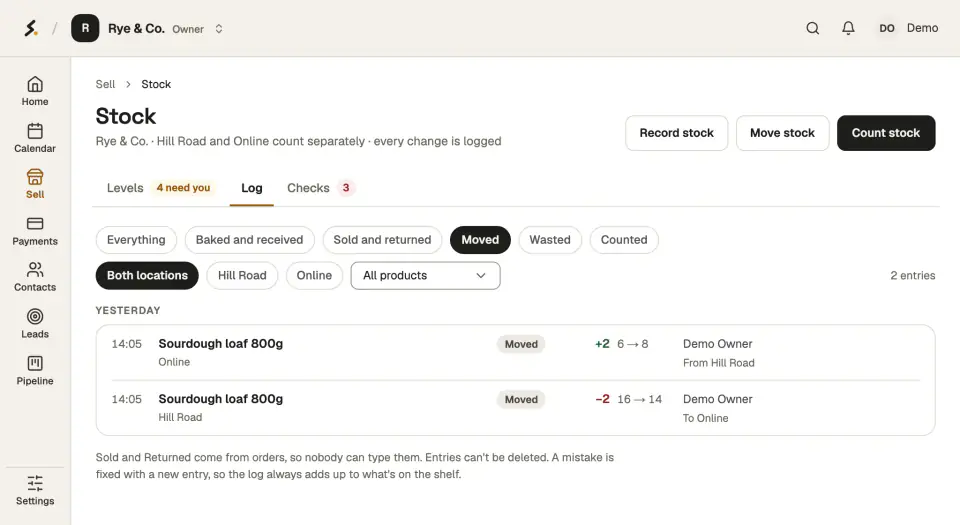 / R Rye & Co. Owner DO Demo
Home
Calendar
Sell
Payments
Contacts
Leads
Pipeline
Settings
Sell > Stock
Stock
Rye & Co. · Hill Road and Online count separately · every change is logged
Record stock Move stock Count stock
Levels 4 need you Log Checks 3
Everything Baked and received Sold and returned Moved Wasted Counted
Both locations Hill Road Online All products 2 entries
YESTERDAY
14:05 Sourdough loaf 800g Moved +2 6 → 8 Demo Owner
Online From Hill Road
14:05 Sourdough loaf 800g Moved −2 16 → 14 Demo Owner
Hill Road To Online
Sold and Returned come from orders, so nobody can type them. Entries can't be deleted. A mistake is
fixed with a new entry, so the log always adds up to what's on the shelf.